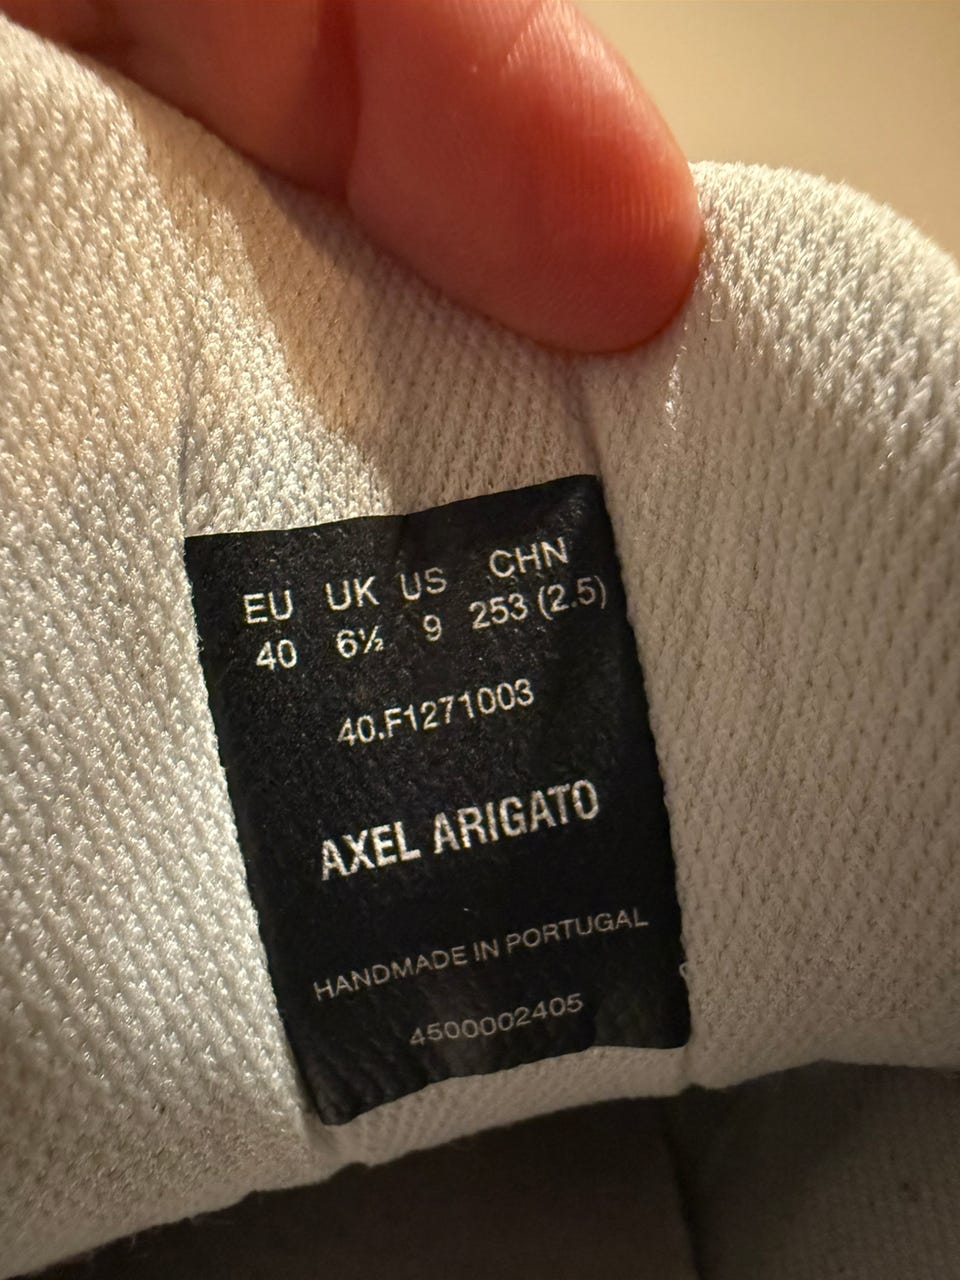 EU UK US CHN
40 6½ 9 253 (2.5)
40.F1271003
AXEL ARIGATO
HANDMADE IN PORTUGAL
4500002405